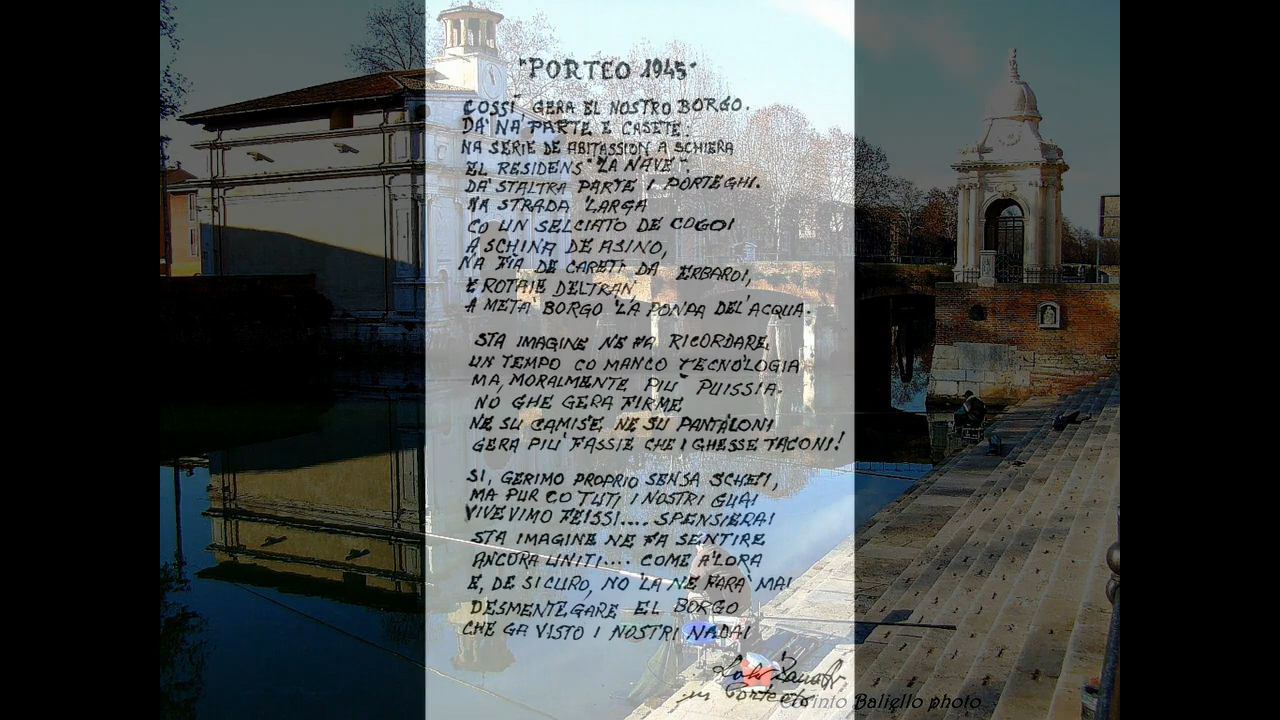 "PORTEO 1945"
COSSI' GERA EL NOSTRO BORGO.
DA' NA' PARTE E CASETE.
NA SERIE DE ABITASSION A SCHIERA
EL RESIDENS "LA NAVE".
DA' STALTRA PARTE I PORTEGHI.
NA STRADA 'LARGA
CO UN SELCIATO DE COGOI
A SCHINA DE ASINO,
NA FIA DE CARETI DA ERBAROI,
E ROTAIE DEL TRAN
A META' BORGO 'LA PONPA DEL'ACQUA.
STA IMAGINE NE FA RICORDARE,
UN TEMPO CO MANCO TECNOLOGIA
MA, MORALMENTE PIU' PUISSIA.
NO GHE GERA FIRME
NE SU CAMISE, NE SU PANTALONI
GERA PIU' FASSIE CHE I GHESSE TACONI!
SI, GERIMO PROPRIO SENSA SCHEI,
MA PUR CO TUTI I NOSTRI GUAI
VIVEVIMO FEISSI.... SPENSIERAI
STA IMAGINE NE FA SENTIRE
ANCORA UNITI.... COME A'LORA
E, DE SICURO, NO 'LA NE FARA' MAI
DESMENTEGARE EL BORGO
CHE GA VISTO I NOSTRI NADAI
Baliello photo